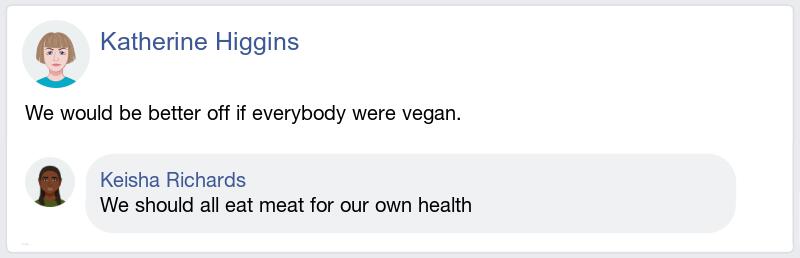 Katherine Higgins
We would be better off if everybody were vegan.
Keisha Richards
We should all eat meat for our own health